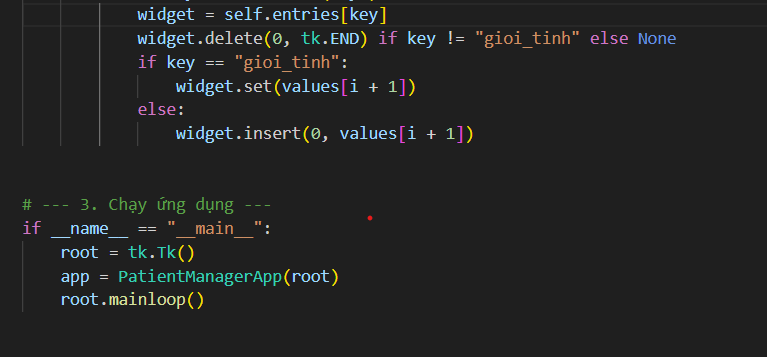 widget = self.entries[key]
widget.delete(0, tk.END) if key != "gioi_tinh" else None
if key == "gioi_tinh":
widget.set(values[i + 1])
else:
widget.insert(0, values[i + 1])
# --- 3. Chạy ứng dụng ---
if __name__ == "__main__":
root = tk.Tk()
app = PatientManagerApp(root)
root.mainloop()